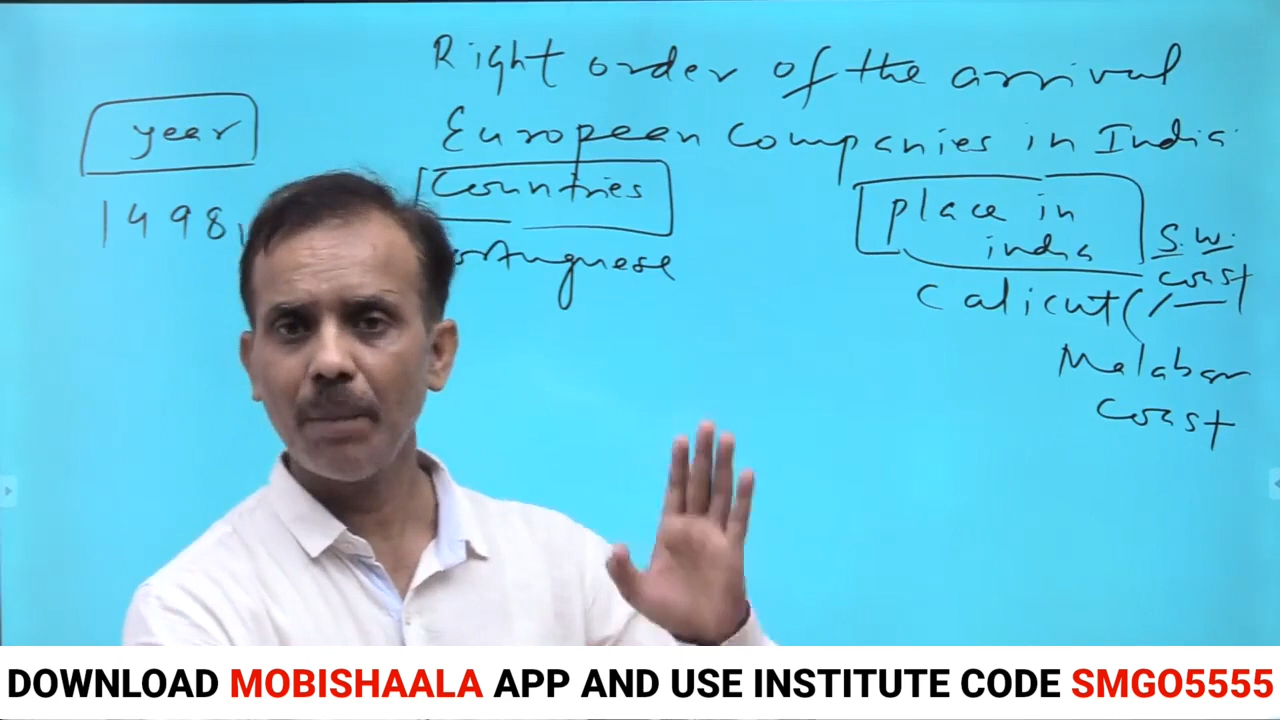 Right order of the arrival
year
European Companies in India
Countries
place in
india
1498,
S.W.
coast
ortuguese
Calicut (
Malabar
coast
DOWNLOAD MOBISHAALA APP AND USE INSTITUTE CODE SMGO5555